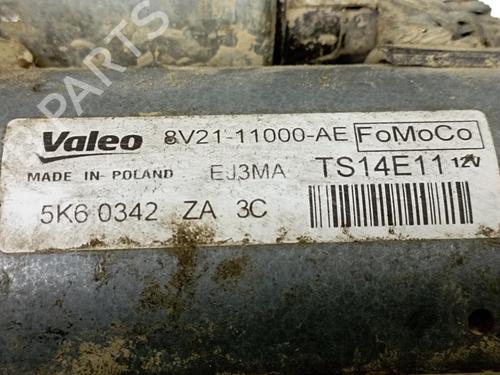 B PARTS
Valeo 8V21-11000-AE FoMoCo
MADE IN POLAND EJ3MA TS14E11 12V
5K6 0342 ZA 3C